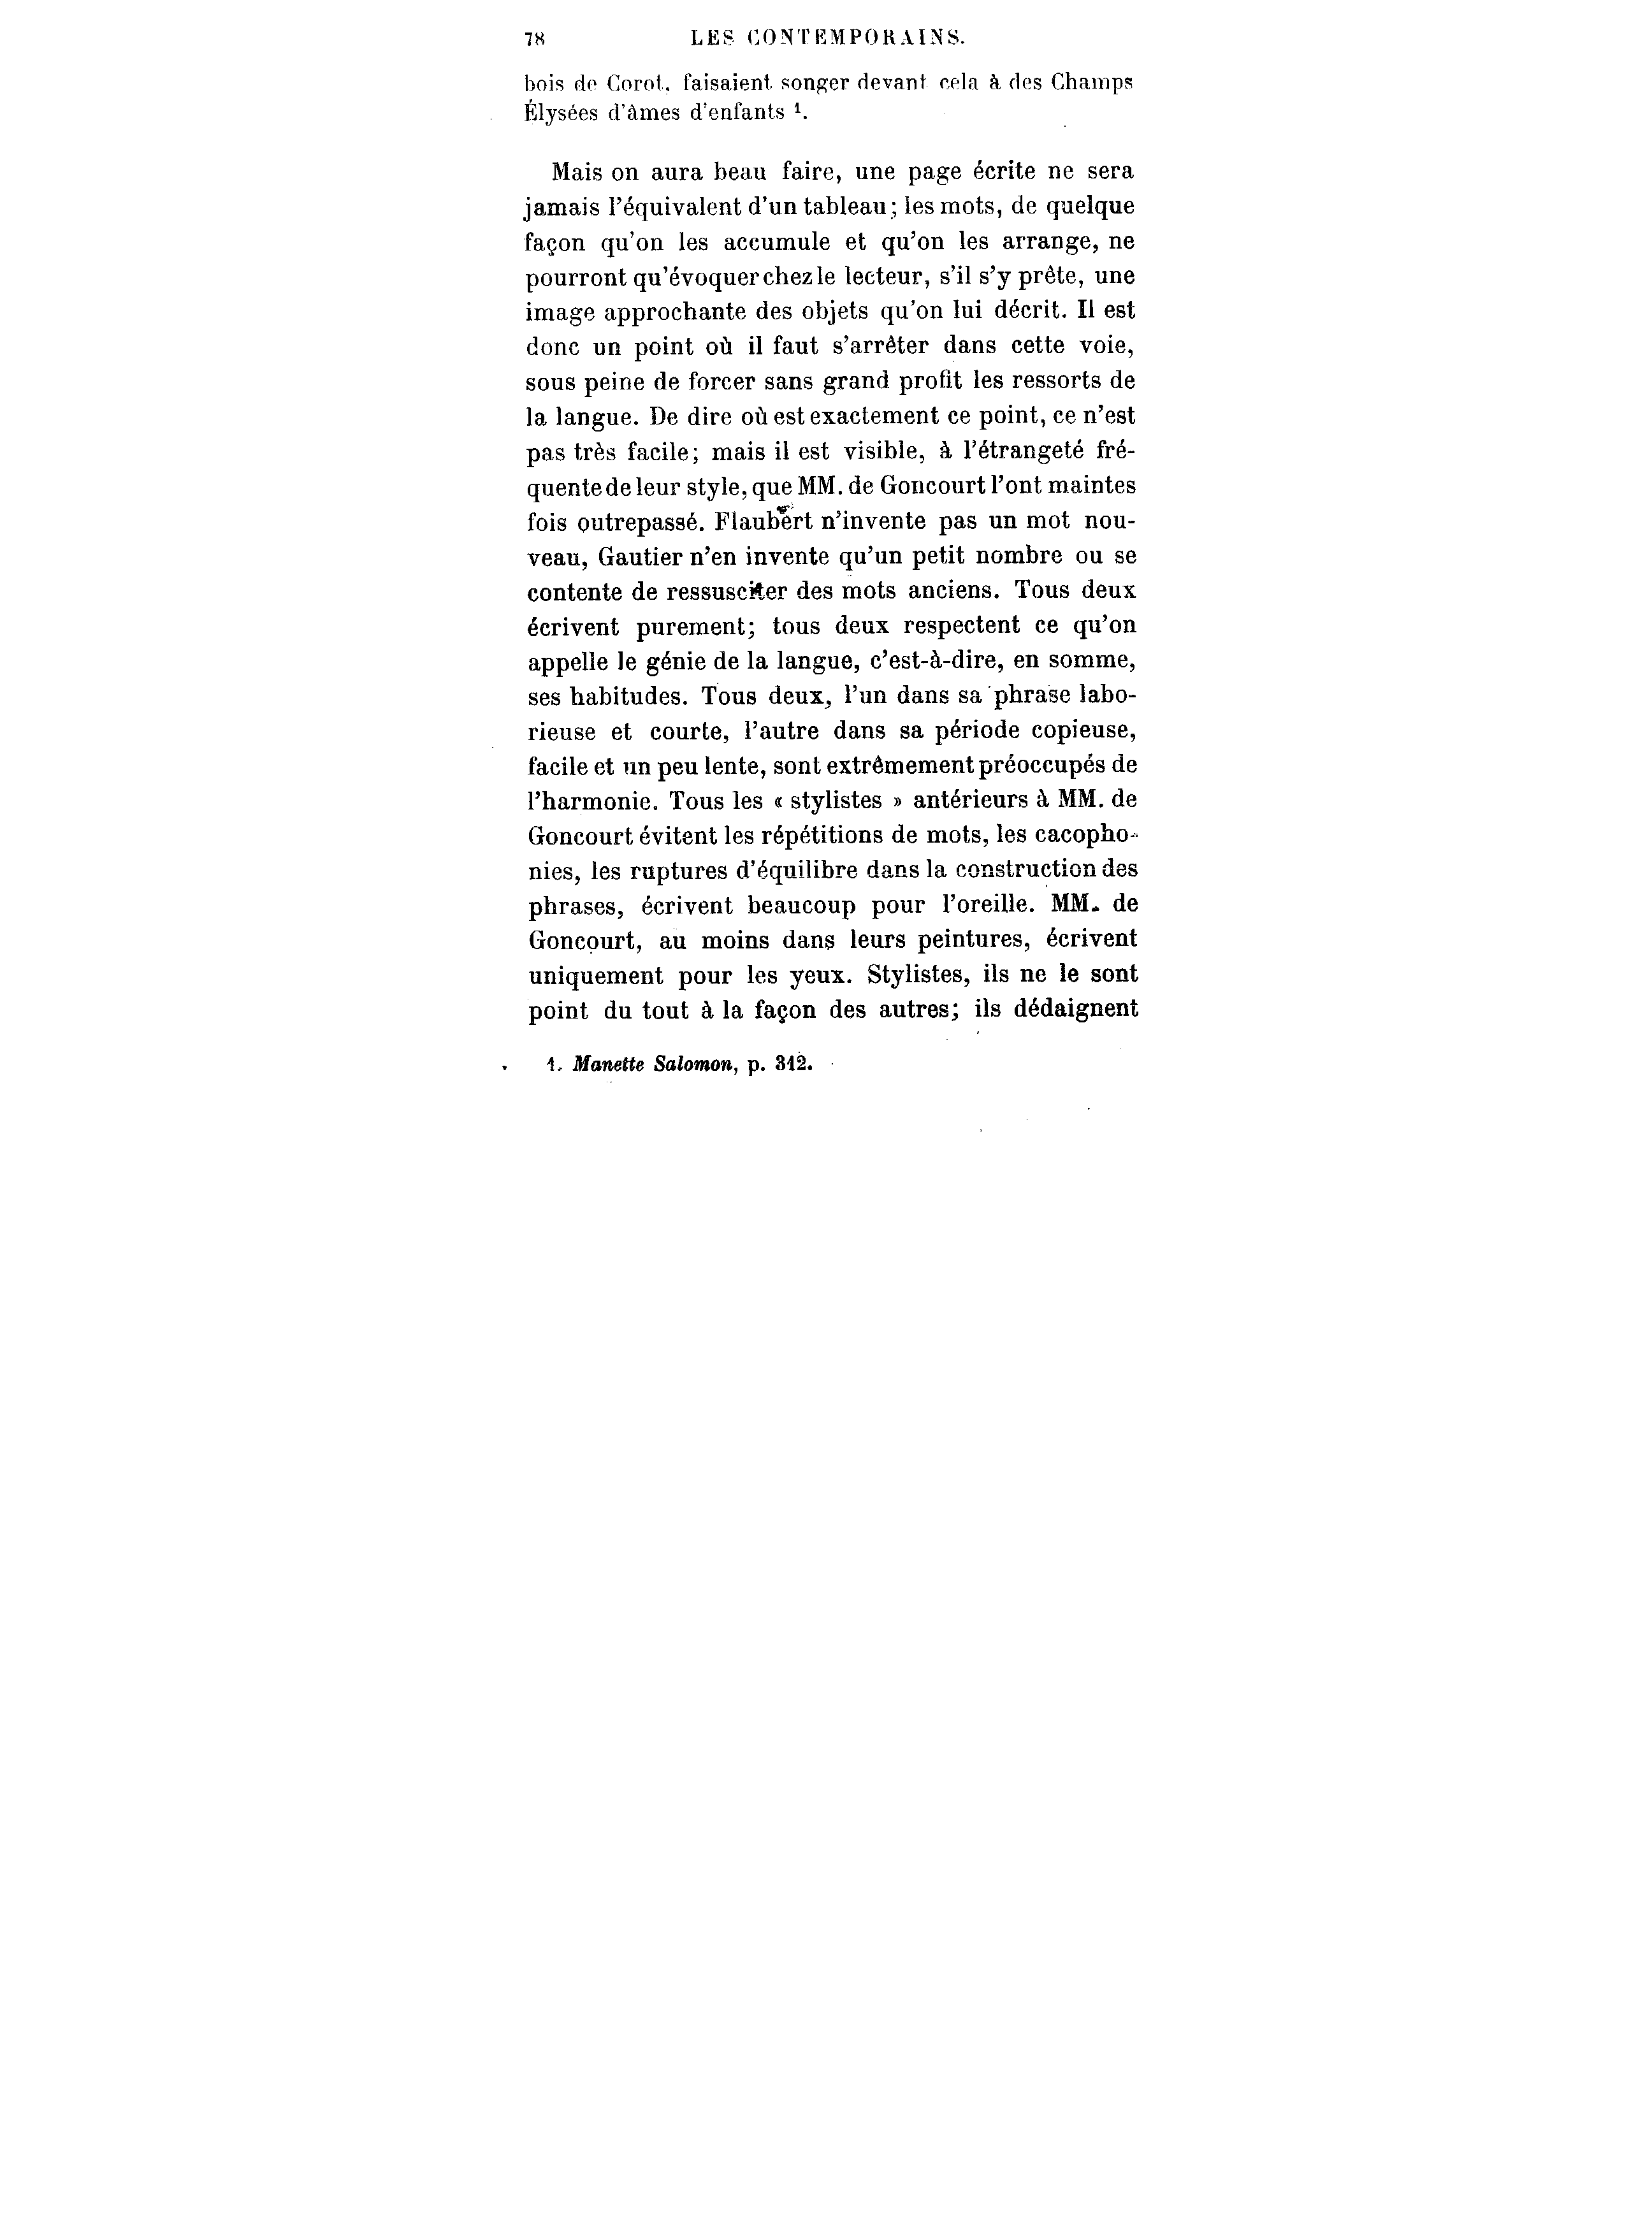 78 LES CONTEMPORAINS.
bois de Corot, faisaient songer devant cela à des Champs
Élysées d'âmes d'enfants ¹.
Mais on aura beau faire, une page écrite ne sera
jamais l'équivalent d'un tableau; les mots, de quelque
façon qu'on les accumule et qu'on les arrange, ne
pourront qu'évoquer chez le lecteur, s'il s'y prête, une
image approchante des objets qu'on lui décrit. Il est
donc un point où il faut s'arrêter dans cette voie,
sous peine de forcer sans grand profit les ressorts de
la langue. De dire où est exactement ce point, ce n'est
pas très facile; mais il est visible, à l'étrangeté fré-
quente de leur style, que MM. de Goncourt l'ont maintes
fois outrepassé. Flaubert n'invente pas un mot nou-
veau, Gautier n'en invente qu'un petit nombre ou se
contente de ressusciter des mots anciens. Tous deux
écrivent purement; tous deux respectent ce qu'on
appelle le génie de la langue, c'est-à-dire, en somme,
ses habitudes. Tous deux, l'un dans sa phrase labo-
rieuse et courte, l'autre dans sa période copieuse,
facile et un peu lente, sont extrêmement préoccupés de
l'harmonie. Tous les « stylistes » antérieurs à MM. de
Goncourt évitent les répétitions de mots, les cacopho-
nies, les ruptures d'équilibre dans la construction des
phrases, écrivent beaucoup pour l'oreille. MM. de
Goncourt, au moins dans leurs peintures, écrivent
uniquement pour les yeux. Stylistes, ils ne le sont
point du tout à la façon des autres; ils dédaignent
1. Manette Salomon, p. 312.